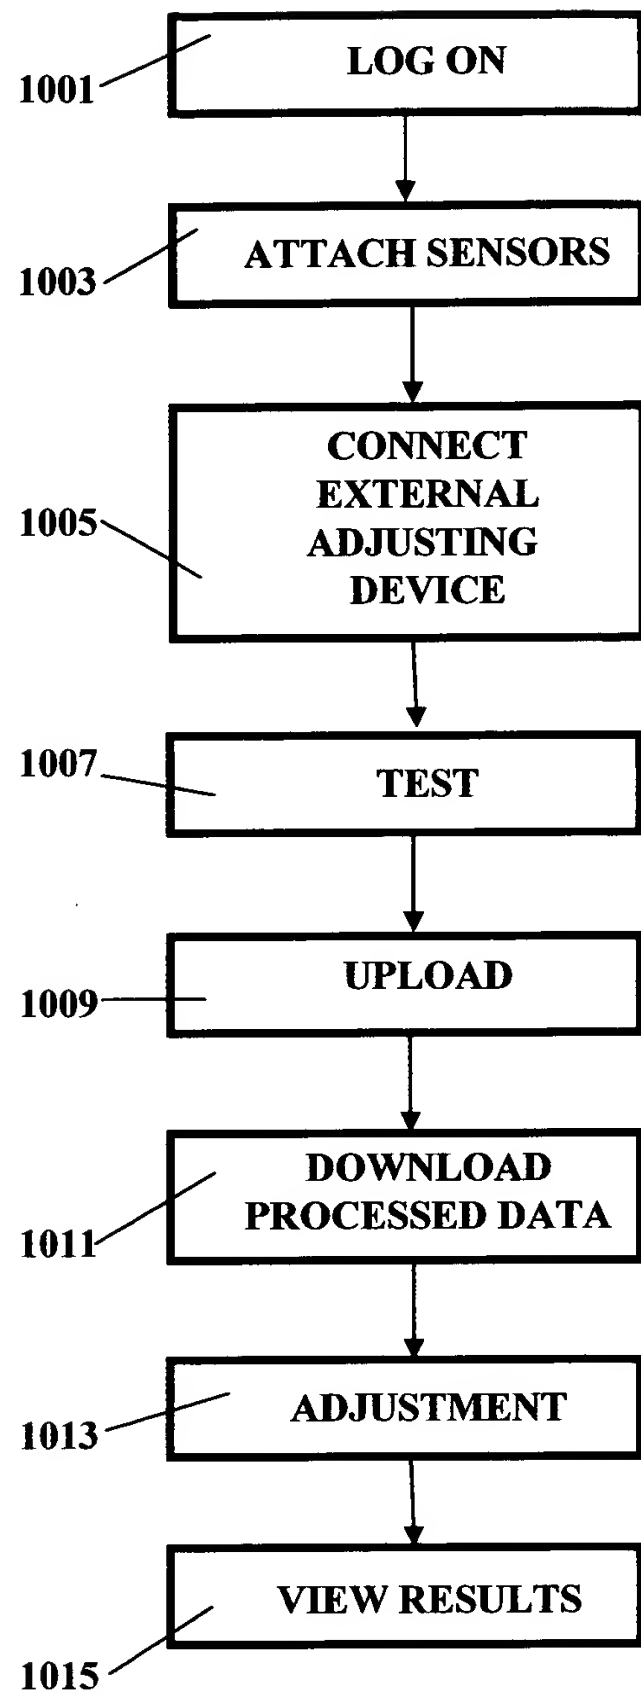 LOG ON
1001
ATTACH SENSORS
1003
CONNECT
EXTERNAL
ADJUSTING
DEVICE
1005
TEST
1007
UPLOAD
1009
DOWNLOAD
PROCESSED DATA
1011
ADJUSTMENT
1013
VIEW RESULTS
1015